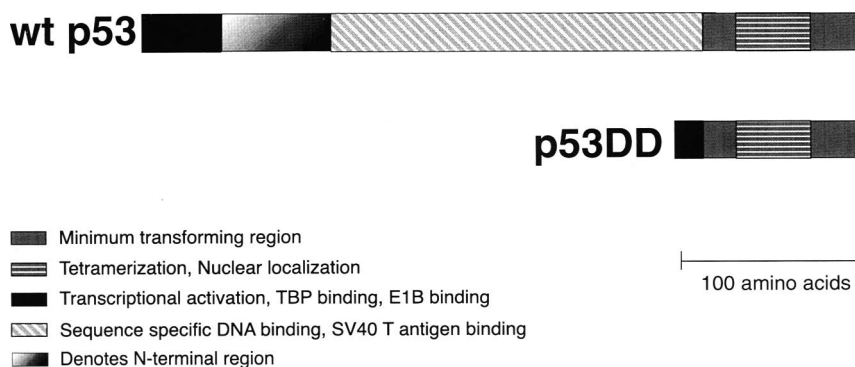 wt p53
p53DD
Minimum transforming region
Tetramerization, Nuclear localization
Transcriptional activation, TBP binding, E1B binding
Sequence specific DNA binding, SV40 T antigen binding
Denotes N-terminal region
100 amino acids